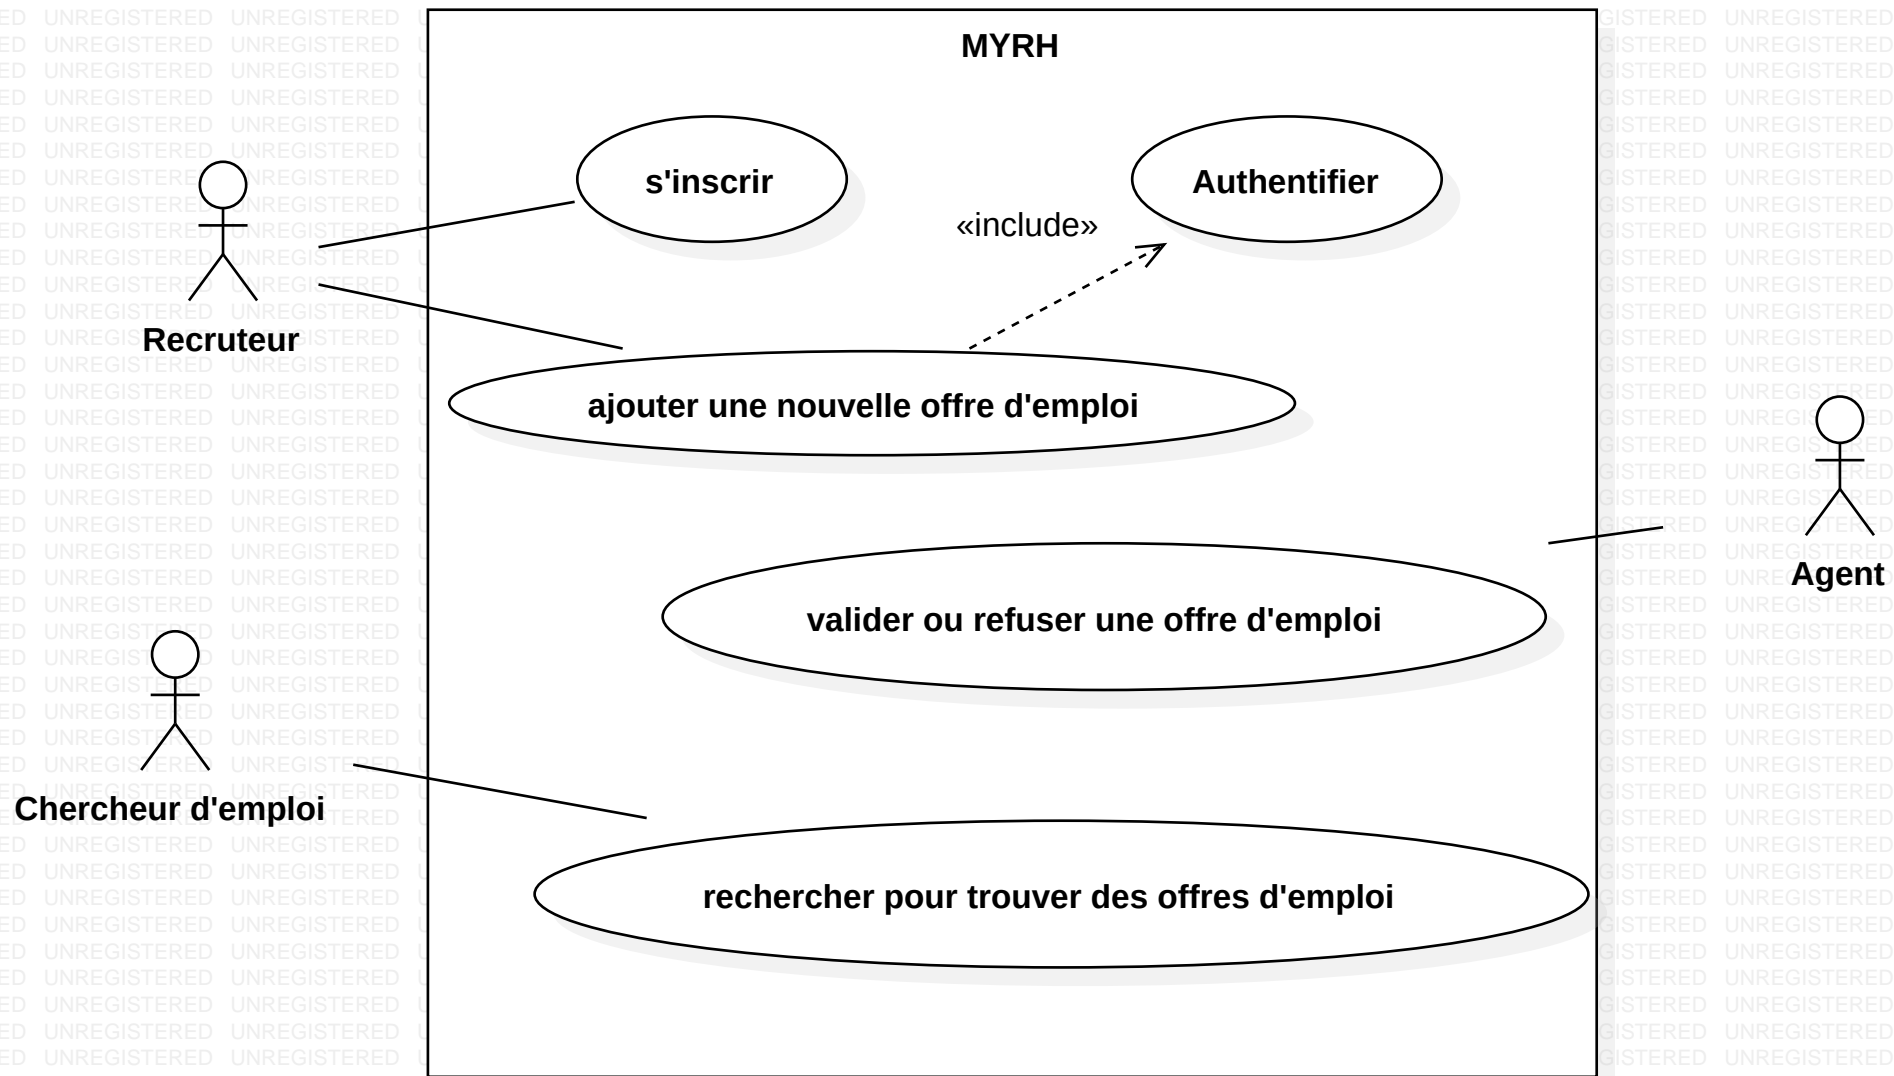 MYRH
s'inscrir
Authentifier
«include»
Recruteur
ajouter une nouvelle offre d'emploi
Agent
valider ou refuser une offre d'emploi
Chercheur d'emploi
rechercher pour trouver des offres d'emploi
UNREGISTERED